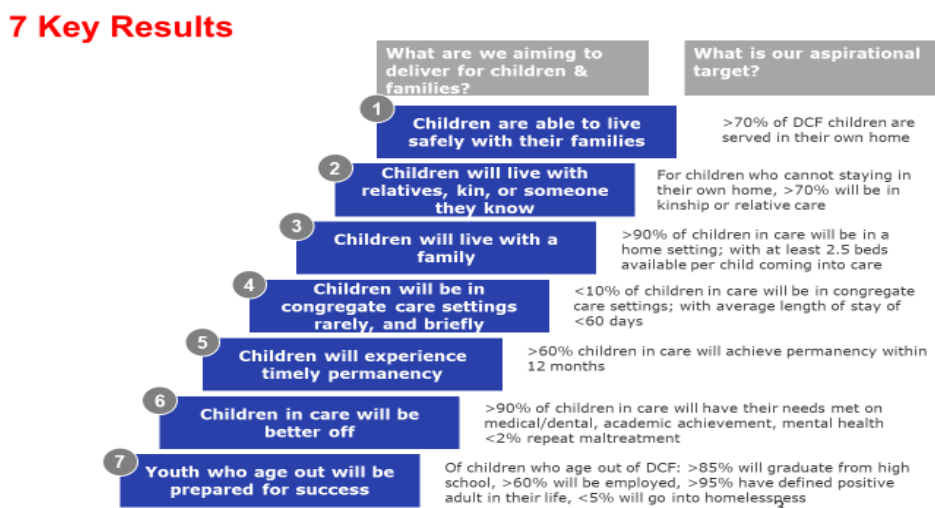 7 Key Results
What are we aiming to
deliver for children &
families?
What is our aspirational
target?
1
Children are able to live
safely with their families
>70% of DCF children are
served in their own home
2
Children will live with
relatives, kin, or someone
they know
For children who cannot staying in
their own home, >70% will be in
kinship or relative care
3
Children will live with a
family
>90% of children in care will be in a
home setting; with at least 2.5 beds
available per child coming into care
4
Children will be in
congregate care settings
rarely, and briefly
<10% of children in care will be in congregate
care settings; with average length of stay of
<60 days
5
Children will experience
timely permanency
>60% children in care will achieve permanency within
12 months
6
Children in care will be
better off
>90% of children in care will have their needs met on
medical/dental, academic achievement, mental health
<2% repeat maltreatment
7
Youth who age out will be
prepared for success
Of children who age out of DCF: >85% will graduate from high
school, >60% will be employed, >95% have defined positive
adult in their life, <5% will go into homelessness